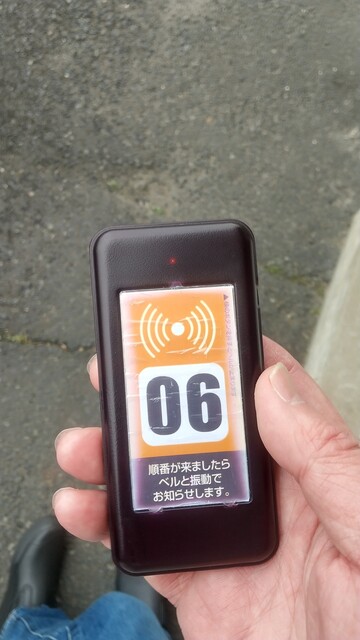 06
順番が来ましたら
ベルと振動で
お知らせします。